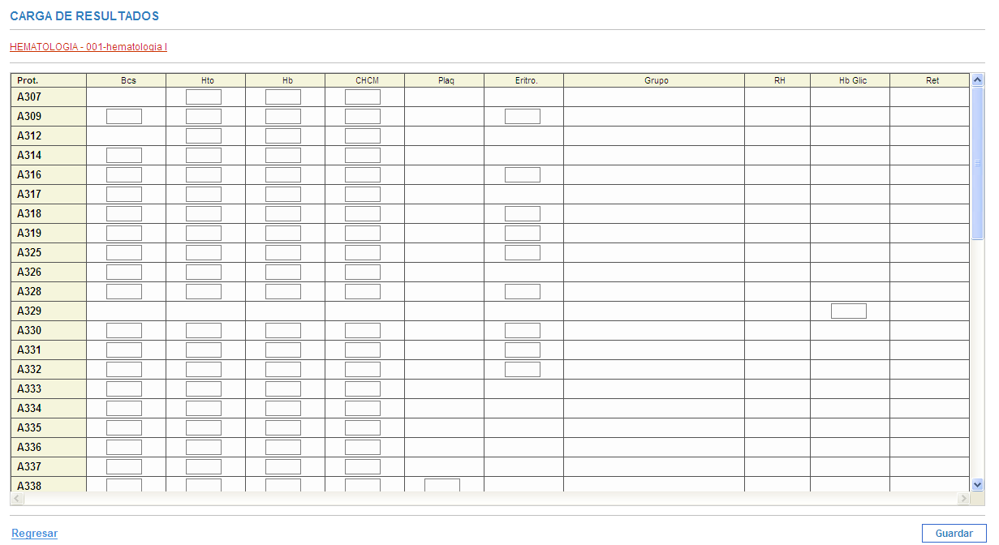 CARGA DE RESULTADOS
HEMATOLOGIA - 001-hematologia I
Prot. Bcs Hto Hb CHCM Plaq Eritro. Grupo RH Hb Glic Ret
A307
A309
A312
A314
A316
A317
A318
A319
A325
A326
A328
A329
A330
A331
A332
A333
A334
A335
A336
A337
A338
Regresar Guardar